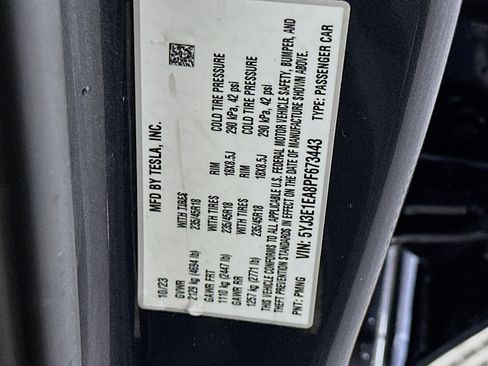 MFD BY TESLA, INC.
10/23
GVWR
2129 kg (4694 lb)
GAWR FRT WITH TIRES RIM COLD TIRE PRESSURE
1110 kg (2447 lb) 235/45R18 18X8.5J 290 kPa, 42 psi
GAWR RR WITH TIRES RIM COLD TIRE PRESSURE
1257 kg (2771 lb) 235/45R18 18X8.5J 290 kPa, 42 psi
THIS VEHICLE CONFORMS TO ALL APPLICABLE U.S. FEDERAL MOTOR VEHICLE SAFETY, BUMPER, AND
THEFT PREVENTION STANDARDS IN EFFECT ON THE DATE OF MANUFACTURE SHOWN ABOVE.
PNT: PMNG VIN: 5YJ3E1EA8PF673443 TYPE: PASSENGER CAR